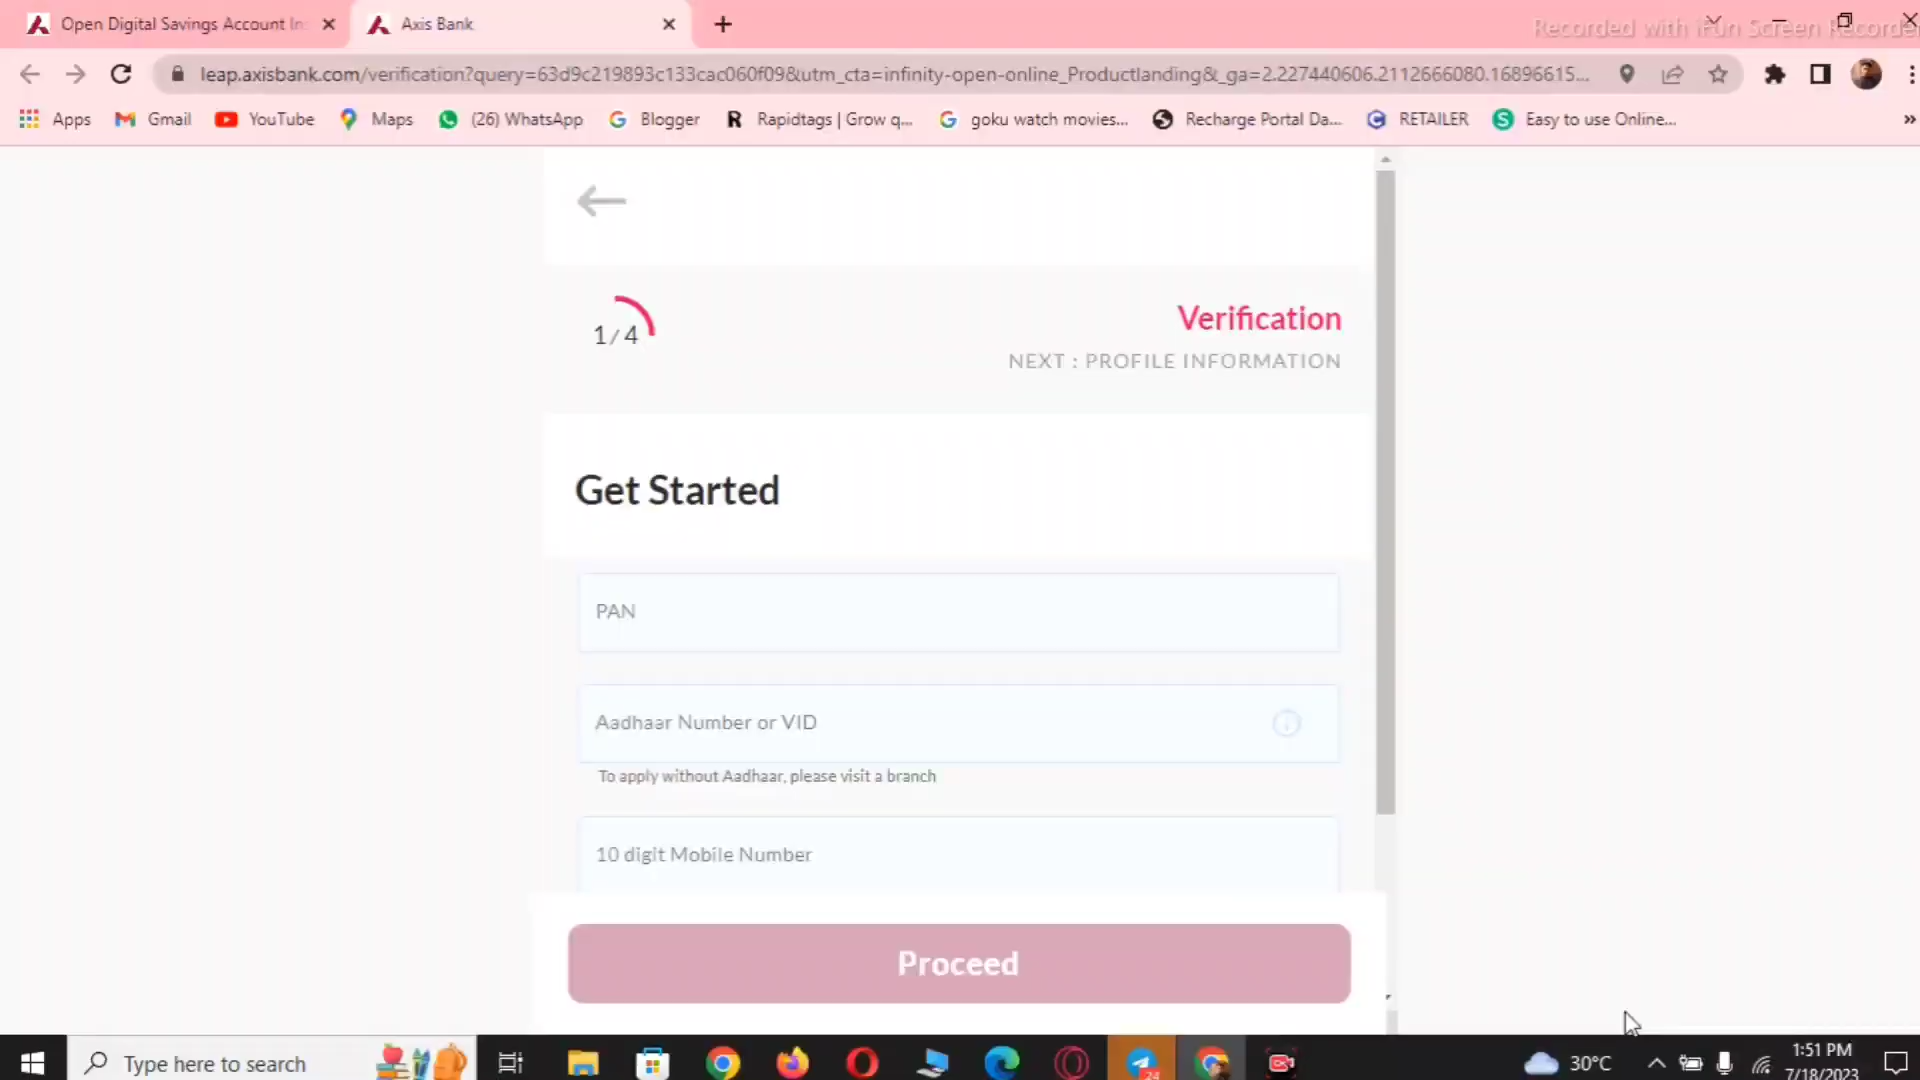 Open Digital Savings Account In
Axis Bank
Recorded with iFun Screen Recorder
leap.axisbank.com/verification?query=63d9c219893c133cac060f09&utm_cta=infinity-open-online_Productlanding&_ga=2.227440606.2112666080.16896615...
Apps
Gmail
YouTube
Maps
(26) WhatsApp
Blogger
Rapidtags | Grow q...
goku watch movies...
Recharge Portal Da...
RETAILER
Easy to use Online...
»
1/4
Verification
NEXT : PROFILE INFORMATION
Get Started
PAN
Aadhaar Number or VID
To apply without Aadhaar, please visit a branch
10 digit Mobile Number
Proceed
Type here to search
24
30°C
1:51 PM
7/18/2023